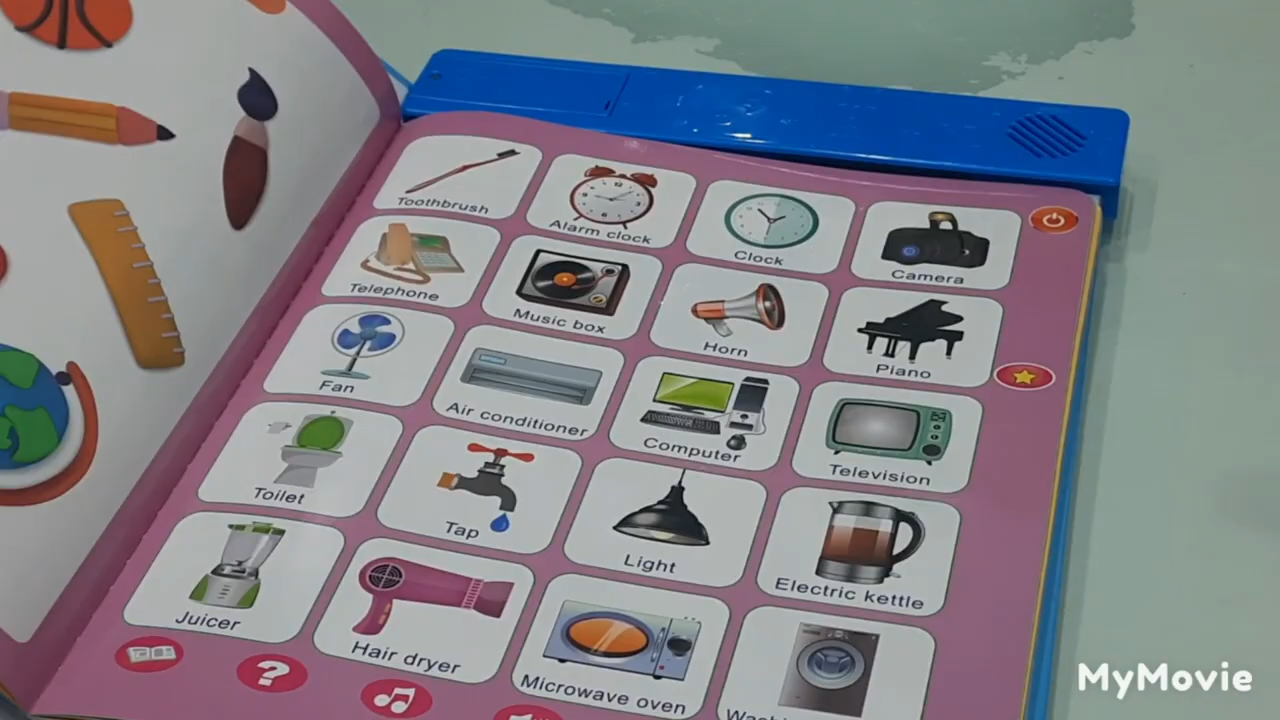 Toothbrush
Alarm clock
Clock
Camera
Telephone
Music box
Horn
Piano
Fan
Air conditioner
Computer
Television
Toilet
Tap
Light
Electric kettle
Juicer
Hair dryer
Microwave oven
?
MyMovie